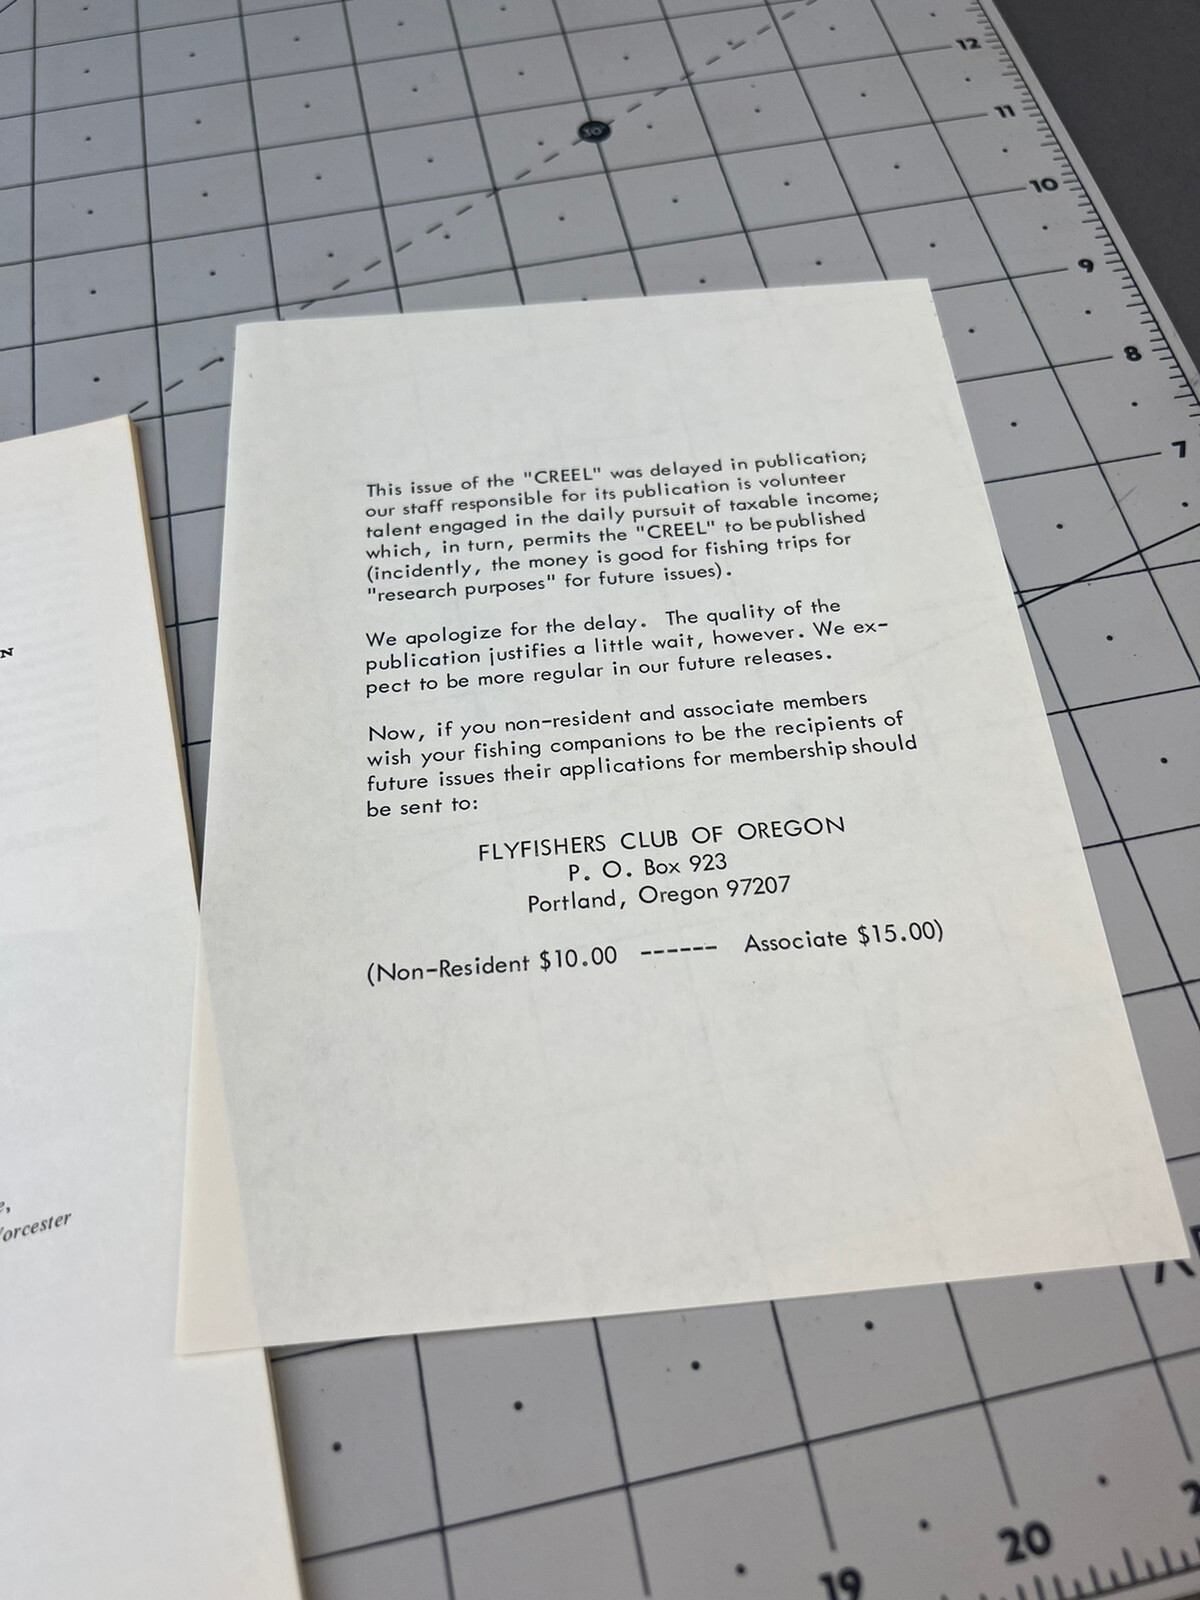 This issue of the "CREEL" was delayed in publication;
our staff responsible for its publication is volunteer
talent engaged in the daily pursuit of taxable income;
which, in turn, permits the "CREEL" to be published
(incidently, the money is good for fishing trips for
"research purposes" for future issues).
We apologize for the delay. The quality of the
publication justifies a little wait, however. We ex-
pect to be more regular in our future releases.
Now, if you non-resident and associate members
wish your fishing companions to be the recipients of
future issues their applications for membership should
be sent to:
FLYFISHERS CLUB OF OREGON
P. O. Box 923
Portland, Oregon 97207
(Non-Resident $10.00 ------ Associate $15.00)
12
11
10
9
8
7
30°
19
20